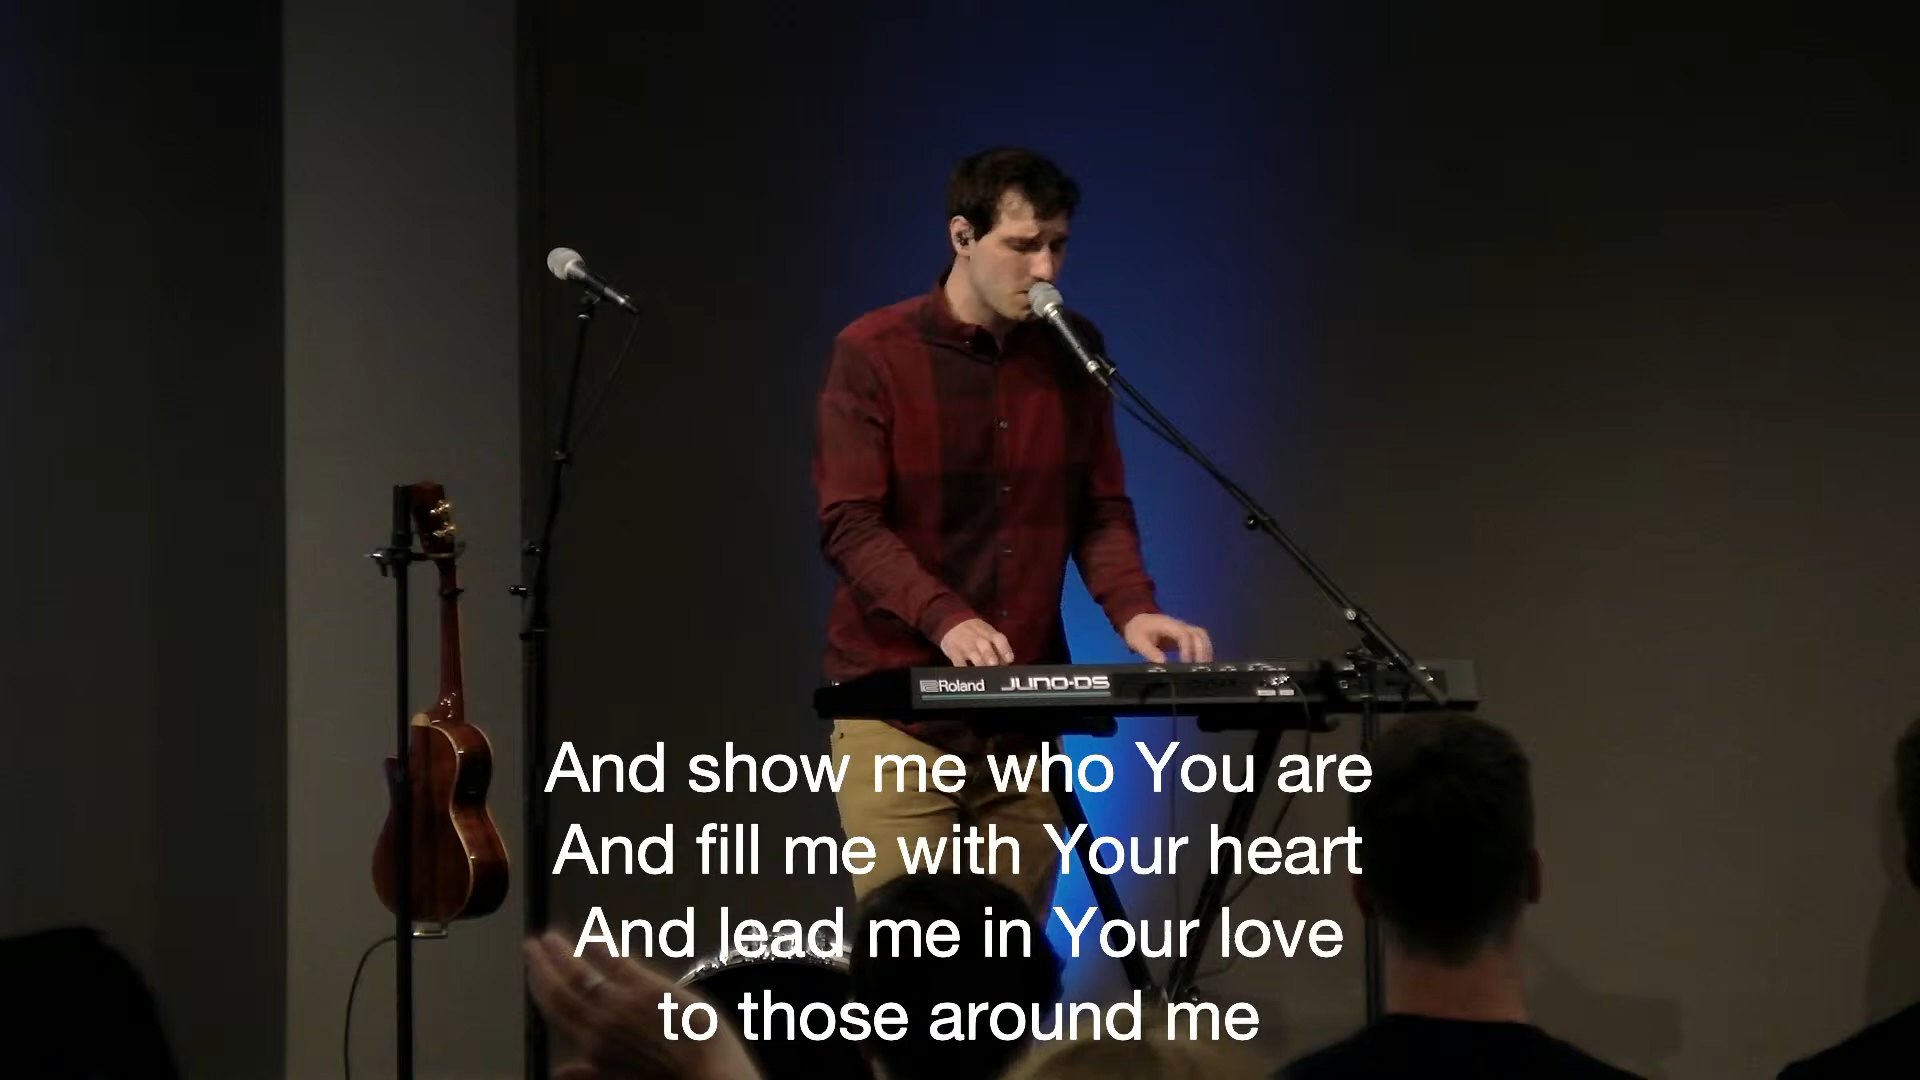 Roland JUNO-DS
And show me who You are
And fill me with Your heart
And lead me in Your love
to those around me